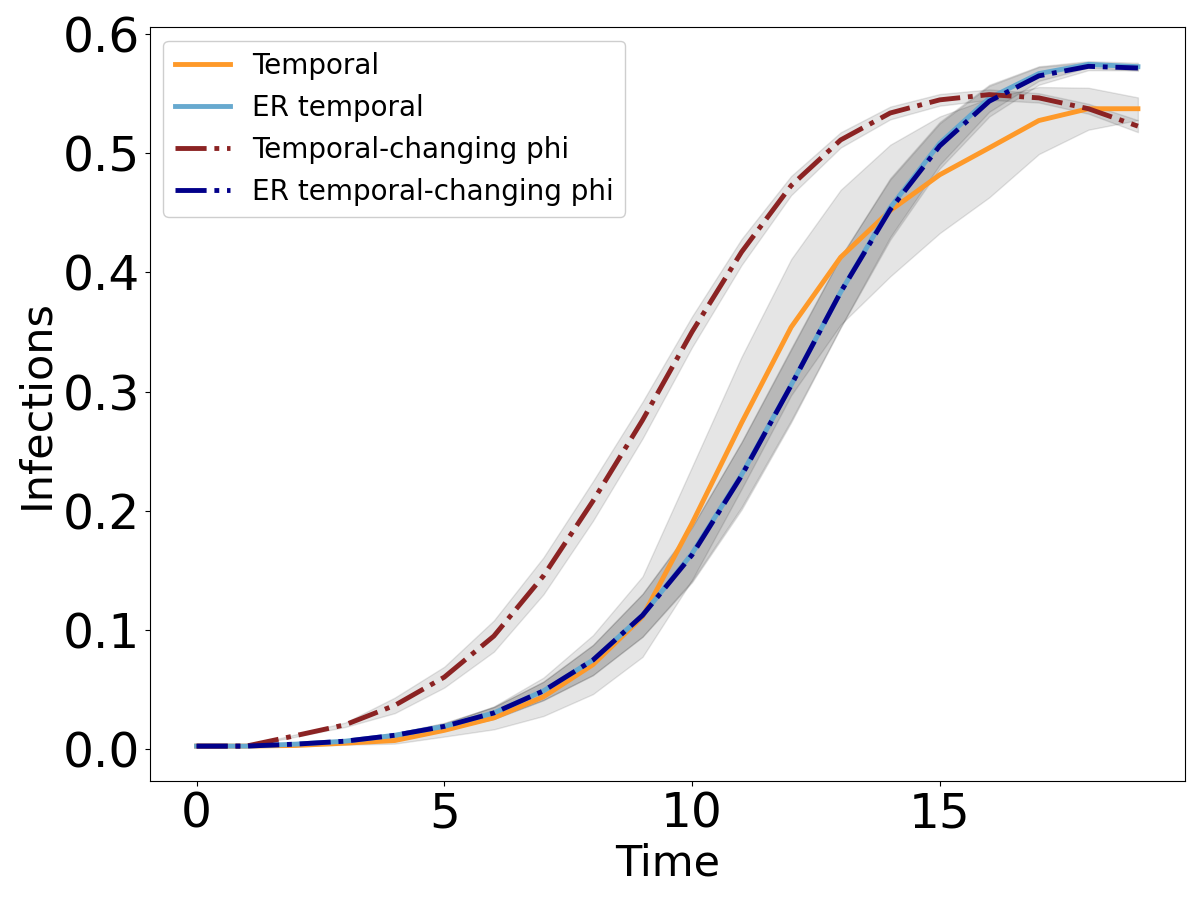 0.6
0.5
0.4
0.3
0.2
0.1
0.0
Infections
Temporal
ER temporal
Temporal-changing phi
ER temporal-changing phi
0
5
10
15
Time